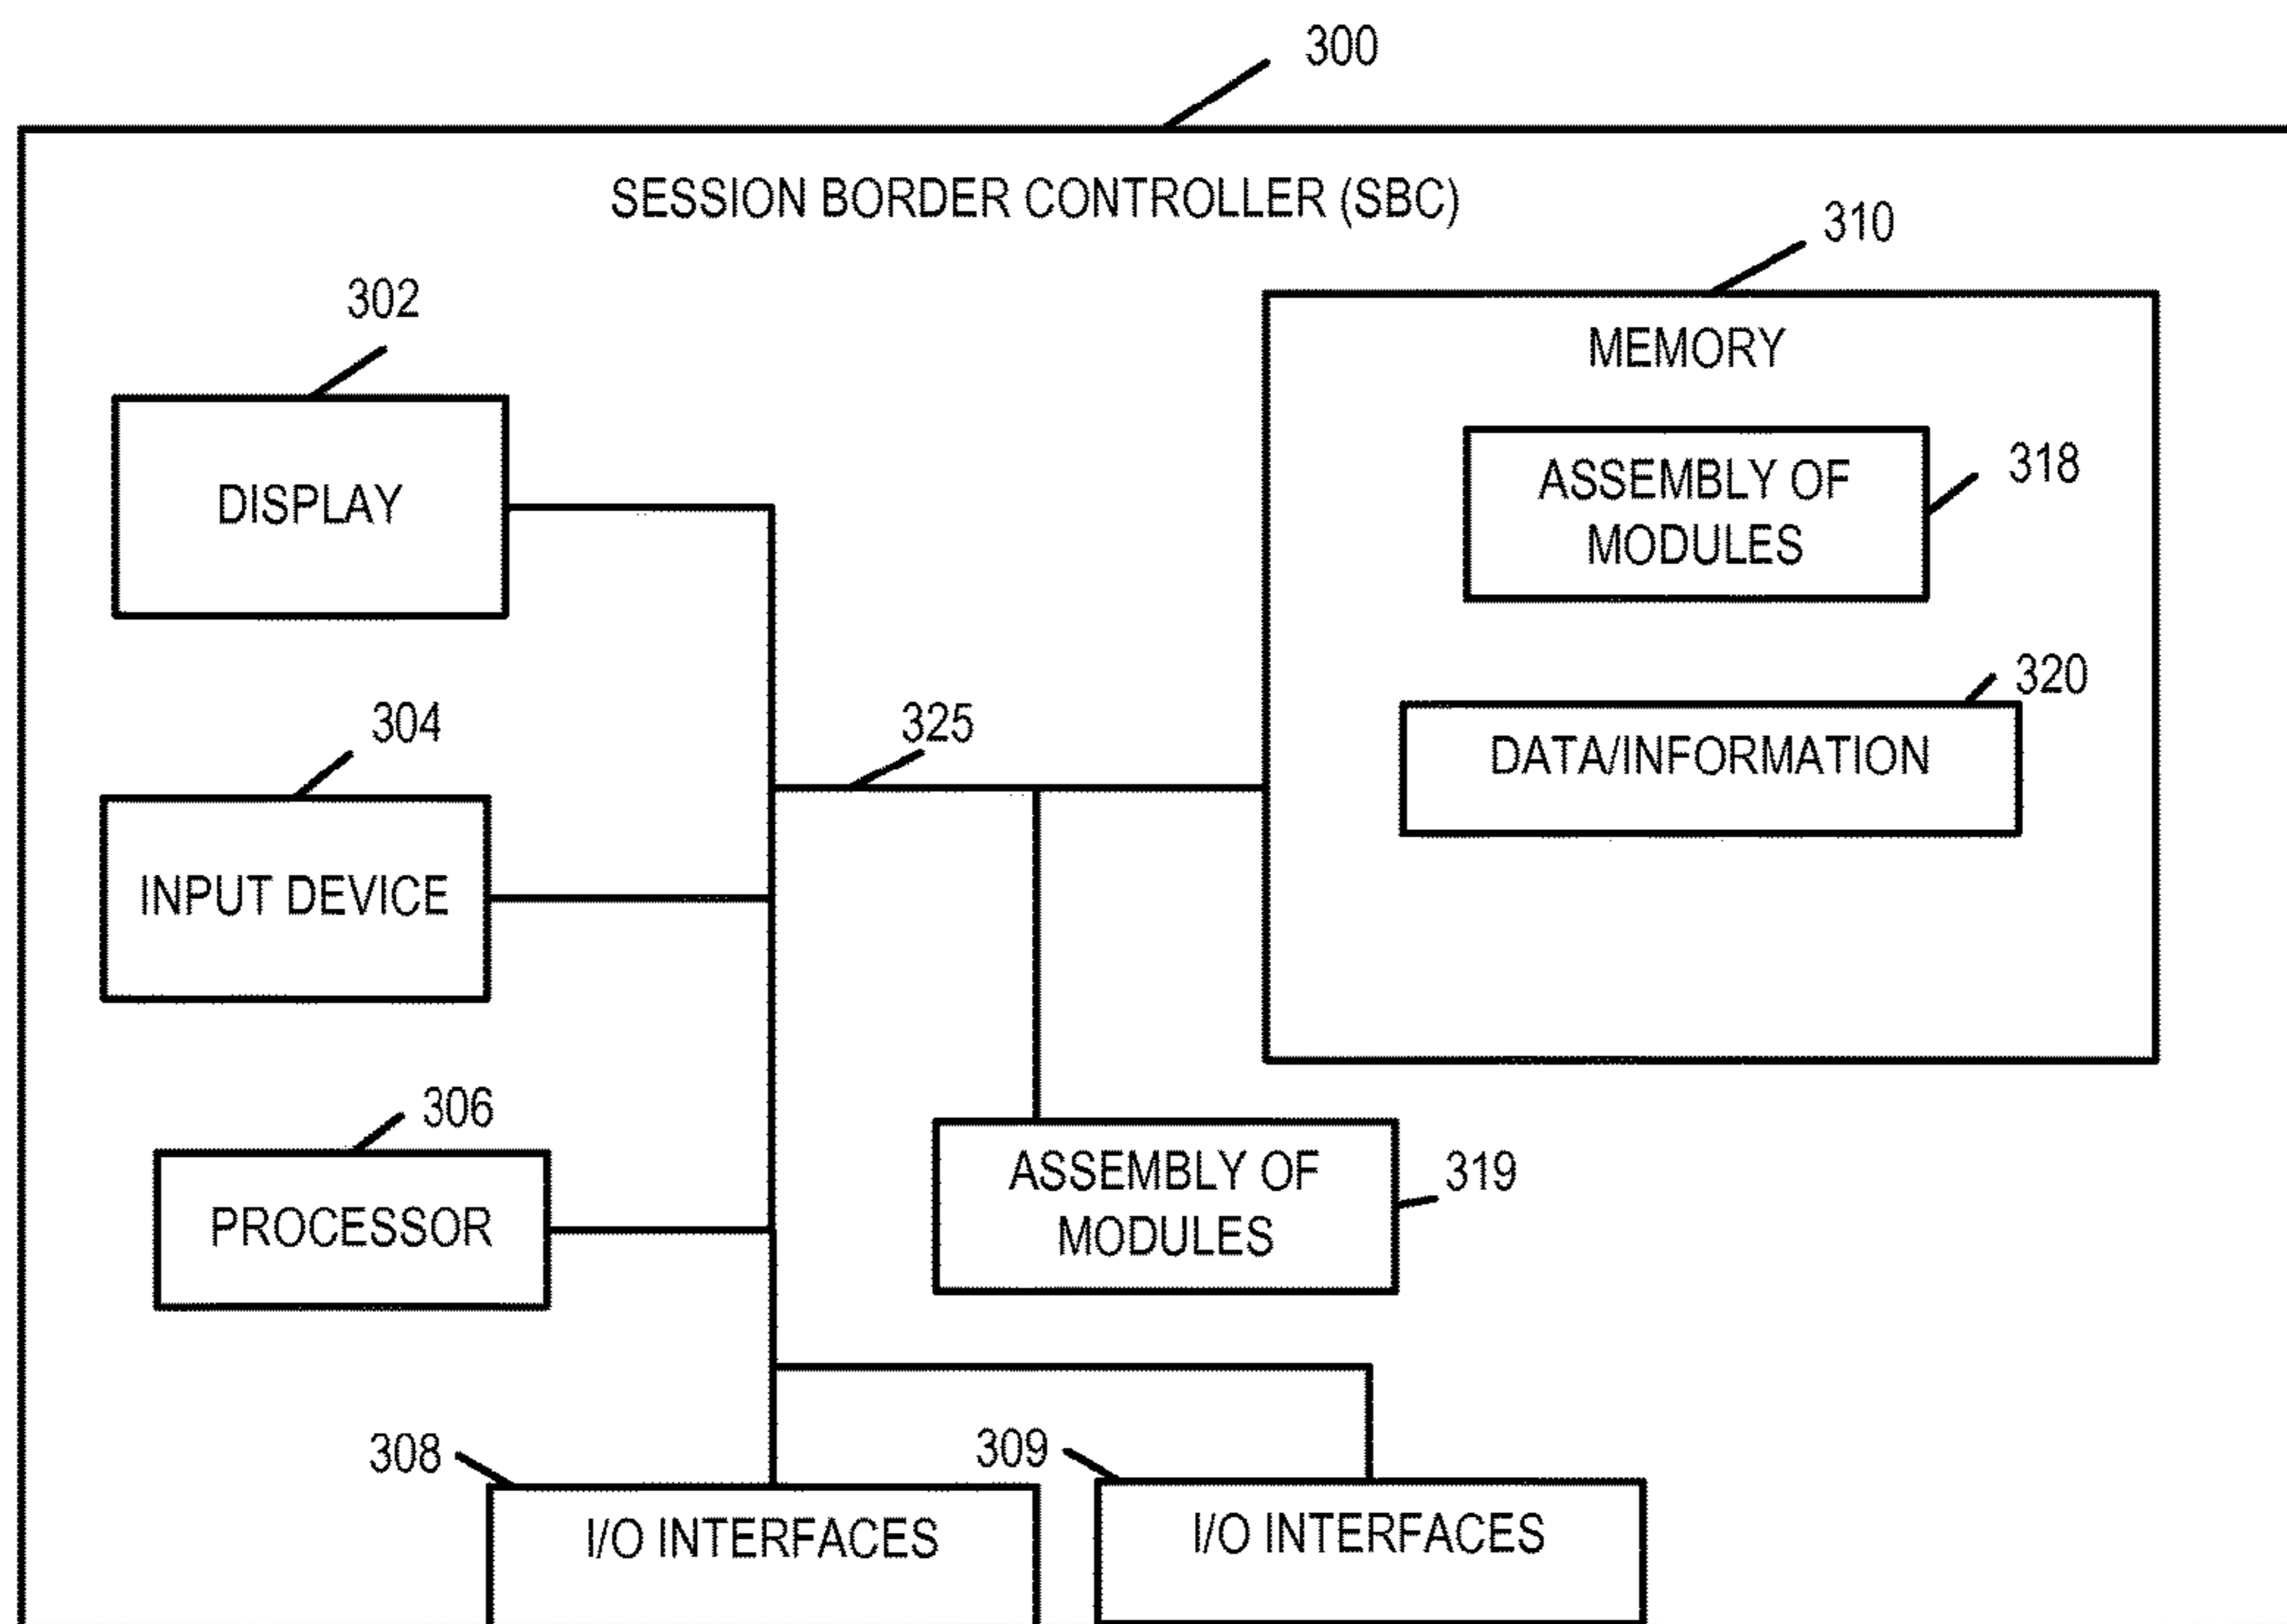 300
SESSION BORDER CONTROLLER (SBC)
310
302
MEMORY
DISPLAY
ASSEMBLY OF
MODULES
318
320
304
325
DATA/INFORMATION
INPUT DEVICE
306
PROCESSOR
ASSEMBLY OF
MODULES
319
308
309
I/O INTERFACES
I/O INTERFACES